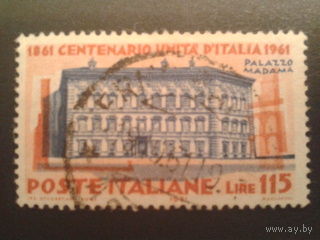 1861 CENTENARIO UNITA' D'ITALIA 1961
PALAZZO
MADAMA
POSTE ITALIANE LIRE 115
www.ay.by